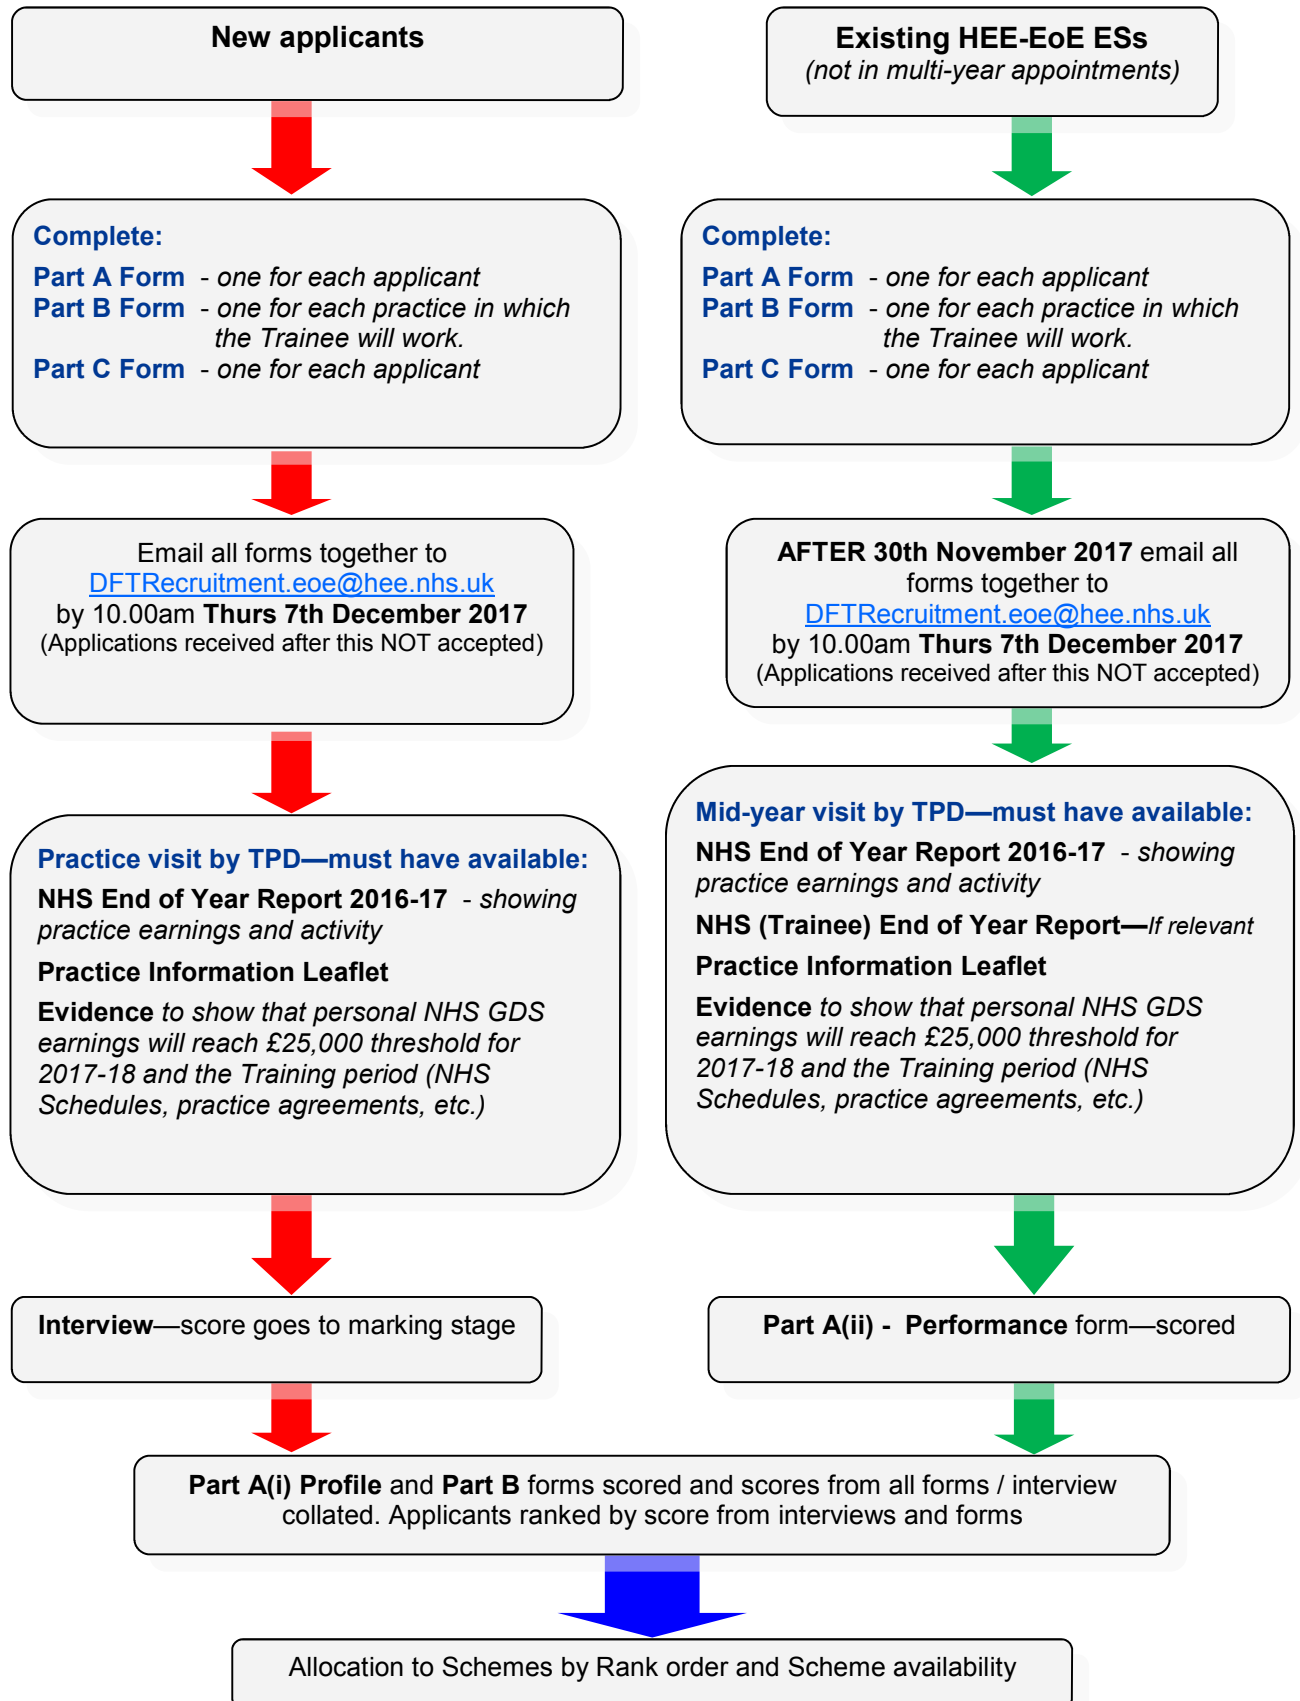 New applicants
Existing HEE-EoE ESs
(not in multi-year appointments)
Complete:
Part A Form - one for each applicant
Part B Form - one for each practice in which
the Trainee will work.
Part C Form - one for each applicant
Complete:
Part A Form - one for each applicant
Part B Form - one for each practice in which
the Trainee will work.
Part C Form - one for each applicant
Email all forms together to
DFTRecruitment.eoe@hee.nhs.uk
by 10.00am Thurs 7th December 2017
(Applications received after this NOT accepted)
AFTER 30th November 2017 email all
forms together to
DFTRecruitment.eoe@hee.nhs.uk
by 10.00am Thurs 7th December 2017
(Applications received after this NOT accepted)
Practice visit by TPD—must have available:
NHS End of Year Report 2016-17 - showing
practice earnings and activity
Practice Information Leaflet
Evidence to show that personal NHS GDS
earnings will reach £25,000 threshold for
2017-18 and the Training period (NHS
Schedules, practice agreements, etc.)
Mid-year visit by TPD—must have available:
NHS End of Year Report 2016-17 - showing
practice earnings and activity
NHS (Trainee) End of Year Report—If relevant
Practice Information Leaflet
Evidence to show that personal NHS GDS
earnings will reach £25,000 threshold for
2017-18 and the Training period (NHS
Schedules, practice agreements, etc.)
Interview—score goes to marking stage
Part A(ii) - Performance form—scored
Part A(i) Profile and Part B forms scored and scores from all forms / interview
collated. Applicants ranked by score from interviews and forms
Allocation to Schemes by Rank order and Scheme availability